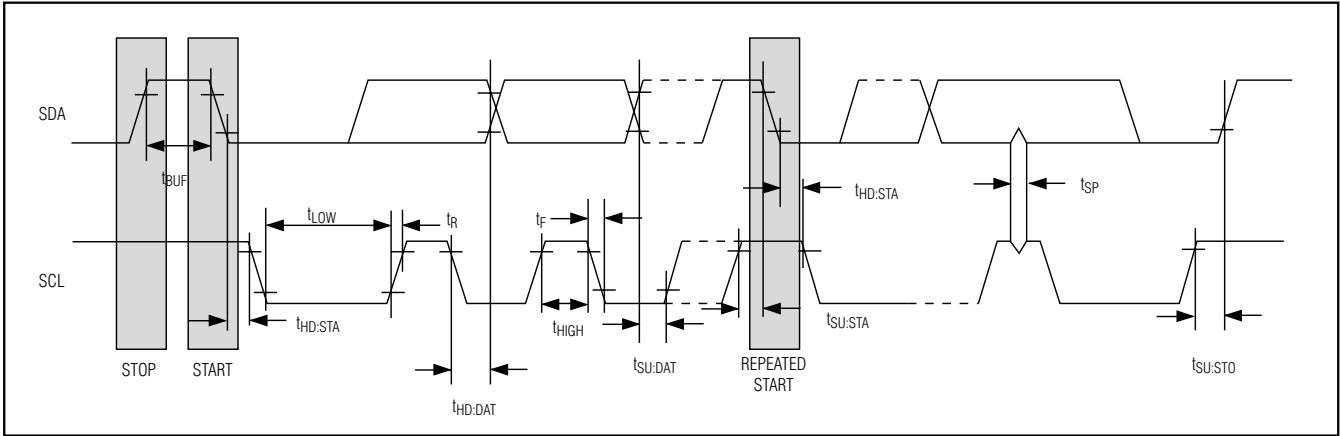 SDA
tBUF
tHD:STA
tSP
tLOW
tR
tF
SCL
tHD:STA
tHIGH
tSU:STA
tSU:DAT
tSU:STO
STOP
START
REPEATED
START
tHD:DAT